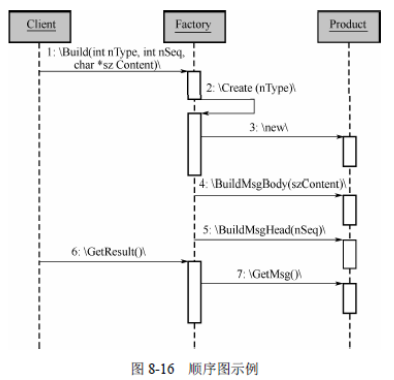 Client
Factory
Product
1: \Build(int nType, int nSeq,
char *sz Content)\
2: \Create (nType)\
3: \new\
4: \BuildMsgBody(szContent)\
5: \BuildMsgHead(nSeq)\
6: \GetResult()\
7: \GetMsg()\
图 8-16 顺序图示例